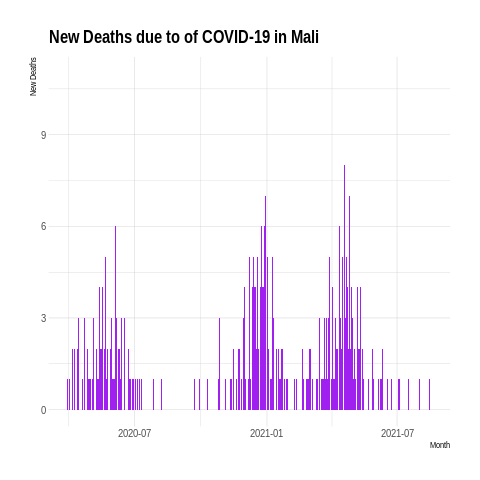 New Deaths due to of COVID-19 in Mali
New Deaths
9
6
3
0
2020-07 2021-01 2021-07
Month